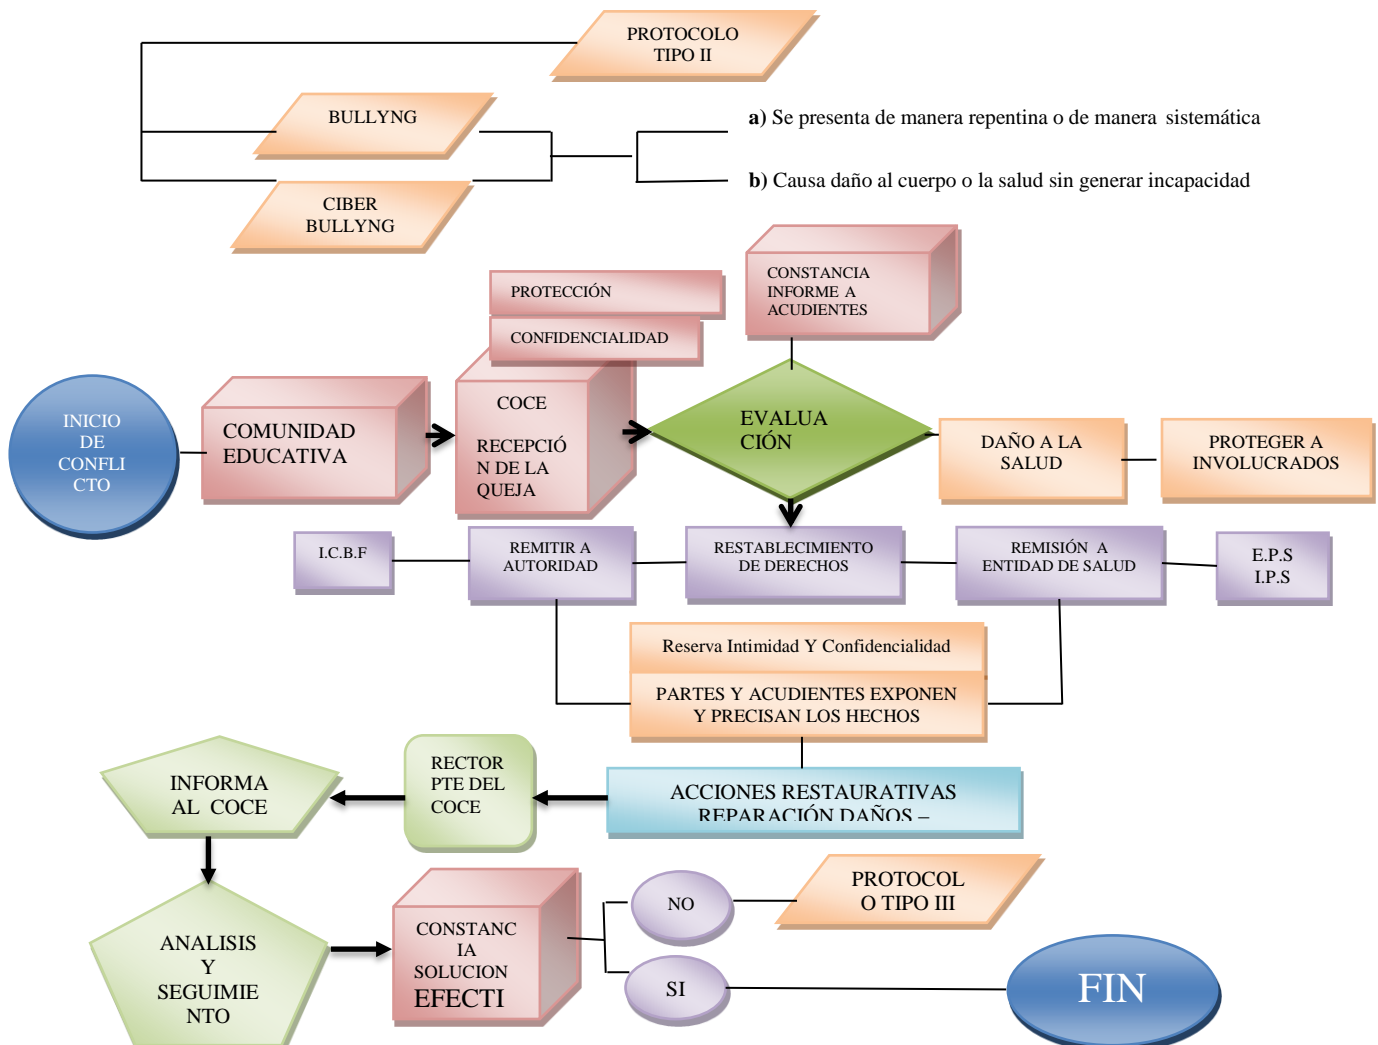 PROTOCOLO
TIPO II
BULLYNG
a) Se presenta de manera repentina o de manera sistemática
b) Causa daño al cuerpo o la salud sin generar incapacidad
CIBER
BULLYNG
CONSTANCIA
INFORME A
ACUDIENTES
PROTECCIÓN
CONFIDENCIALIDAD
INICIO
DE
CONFLI
CTO
COMUNIDAD
EDUCATIVA
COCE
RECEPCIÓ
N DE LA
QUEJA
EVALUA
CIÓN
DAÑO A LA
SALUD
PROTEGER A
INVOLUCRADOS
I.C.B.F
REMITIR A
AUTORIDAD
RESTABLECIMIENTO
DE DERECHOS
REMISIÓN A
ENTIDAD DE SALUD
E.P.S
I.P.S
Reserva Intimidad Y Confidencialidad
PARTES Y ACUDIENTES EXPONEN
Y PRECISAN LOS HECHOS
ACCIONES RESTAURATIVAS
REPARACIÓN DAÑOS –
RECTOR
PTE DEL
COCE
INFORMA
AL COCE
ANALISIS
Y
SEGUIMIE
NTO
CONSTANC
IA
SOLUCION
EFECTI
NO
PROTOCOL
O TIPO III
SI
FIN